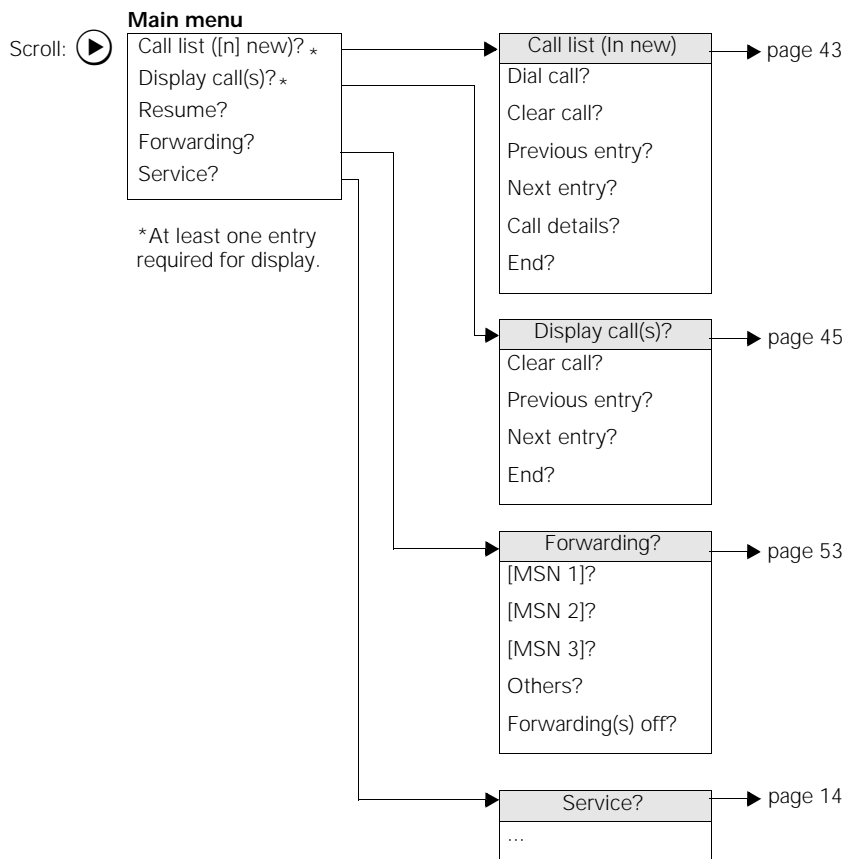 Main menu
Scroll:
Call list ([n] new)? *
Display call(s)? *
Resume?
Forwarding?
Service?
*At least one entry
required for display.
Call list (In new)
page 43
Dial call?
Clear call?
Previous entry?
Next entry?
Call details?
End?
Display call(s)?
page 45
Clear call?
Previous entry?
Next entry?
End?
Forwarding?
page 53
[MSN 1]?
[MSN 2]?
[MSN 3]?
Others?
Forwarding(s) off?
Service?
page 14
...